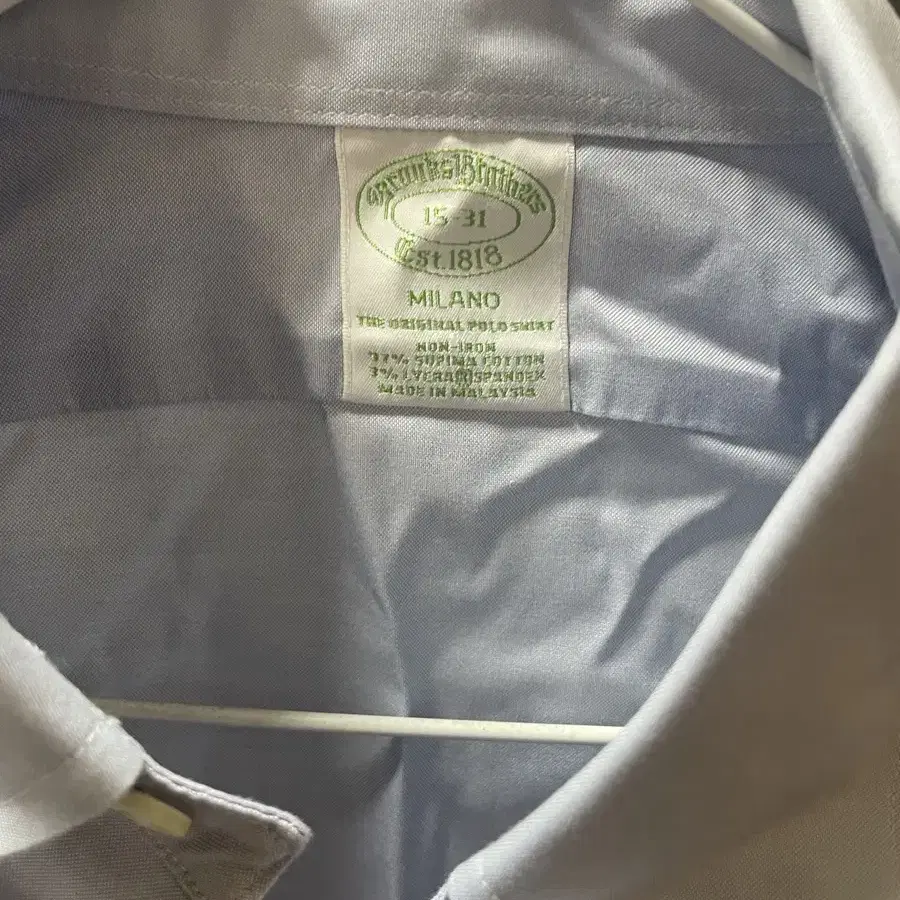 Brooks Brothers
15-31
Est. 1818
MILANO
THE ORIGINAL POLO SHIRT
NON-IRON
97% SUPIMA COTTON
3% LYCRA® SPANDEX
MADE IN MALAYSIA